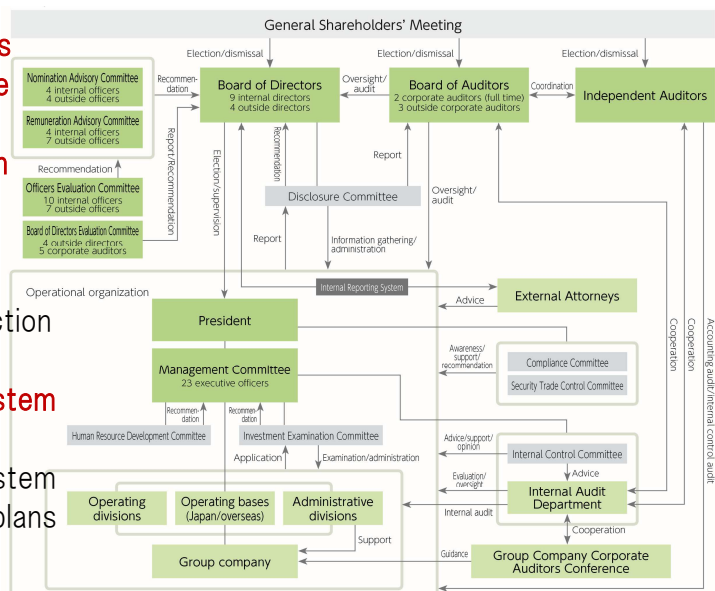 General Shareholders' Meeting
s
e
n
ction
stem
stem
plans
Election/dismissal
Election/dismissal
Election/dismissal
Nomination Advisory Committee
4 internal officers
4 outside officers
Remuneration Advisory Committee
4 internal officers
7 outside officers
Recommen-
dation
Board of Directors
9 internal directors
4 outside directors
Oversight/
audit
Board of Auditors
2 corporate auditors (full time)
3 outside corporate auditors
Coordination
Independent Auditors
Recommendation
Officers Evaluation Committee
10 internal officers
7 outside officers
Board of Directors Evaluation Committee
4 outside directors
5 corporate auditors
Report/Recommendation
Election/supervision
Recommendation
Report
Disclosure Committee
Oversight/
audit
Report
Information gathering/
administration
Operational organization
Internal Reporting System
Advice
External Attorneys
President
Management Committee
23 executive officers
Awareness/
support/
recommendation
Compliance Committee
Security Trade Control Committee
Cooperation
Cooperation
Accounting audit/internal control audit
Recommen-
dation
Recommen-
dation
Human Resource Development Committee
Investment Examination Committee
Application
Examination/administration
Advice/support/
opinion
Internal Control Committee
Advice
Evaluation/
oversight
Internal audit
Internal Audit
Department
Operating
divisions
Operating bases
(Japan/overseas)
Administrative
divisions
Support
Cooperation
Group company
Guidance
Group Company Corporate
Auditors Conference